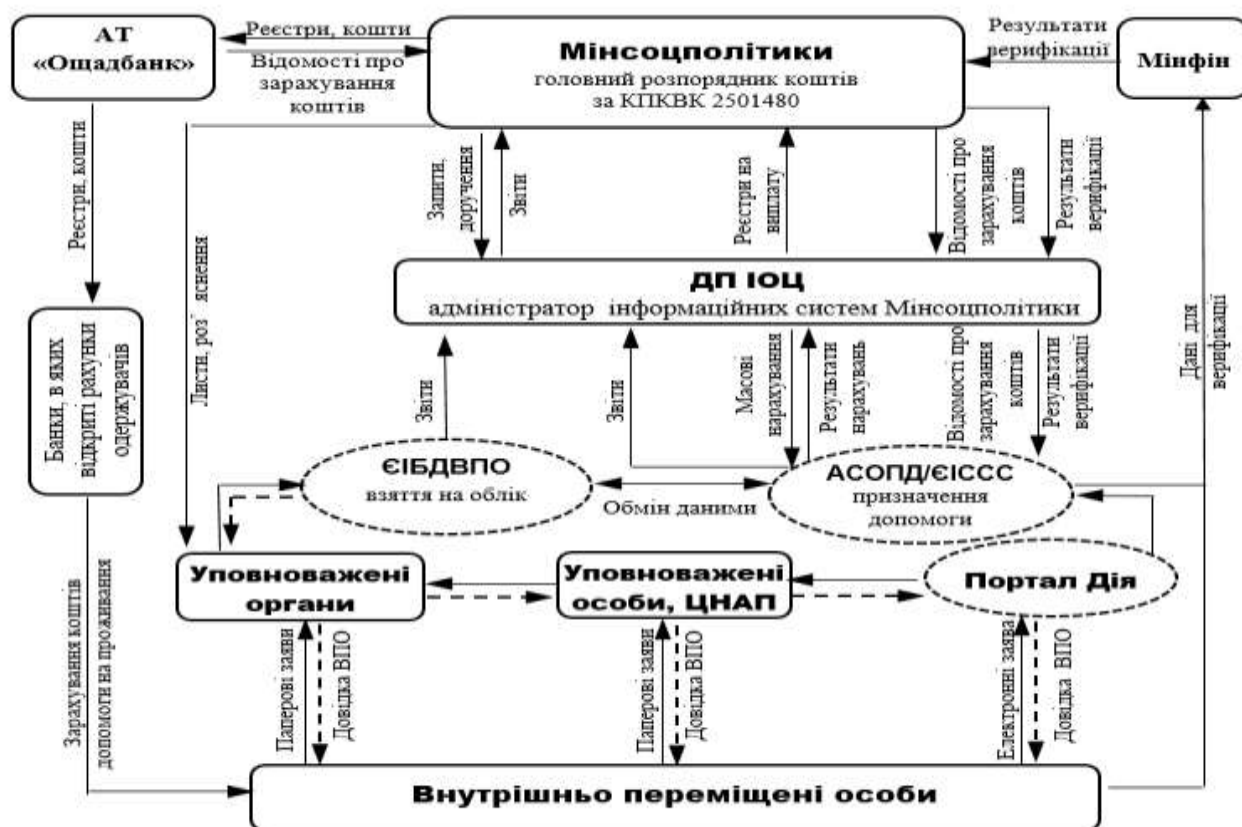 АТ
«Ощадбанк»
Реєстри, кошти
Відомості про
зарахування
коштів
Мінсоцполітики
головний розпорядник коштів
за КПКВК 2501480
Результати
верифікації
Мінфін
Реєстри, кошти
Листи, роз’ яснення
Запити,
доручення
Звіти
Реєстри на
виплату
Відомості про
зарахування
коштів
Результати
верифікації
ДП ІОЦ
адміністратор інформаційних систем Мінсоцполітики
Банки, в яких
відкриті рахунки
одержувачів
Звіти
Звіти
Масові
нарахування
Результати
нарахувань
Відомості про
зарахування
коштів
Результати
верифікації
Дані для
верифікації
ЄІБДВПО
взяття на облік
Обмін даними
АСОПД/ЄІССС
призначення
допомоги
Уповноважені
органи
Уповноважені
особи, ЦНАП
Портал Дія
Зарахування коштів
допомоги на проживання
Паперові заяви
Довідка ВПО
Паперові заяви
Довідка ВПО
Електронні заява
Довідка ВПО
Внутрішньо переміщені особи